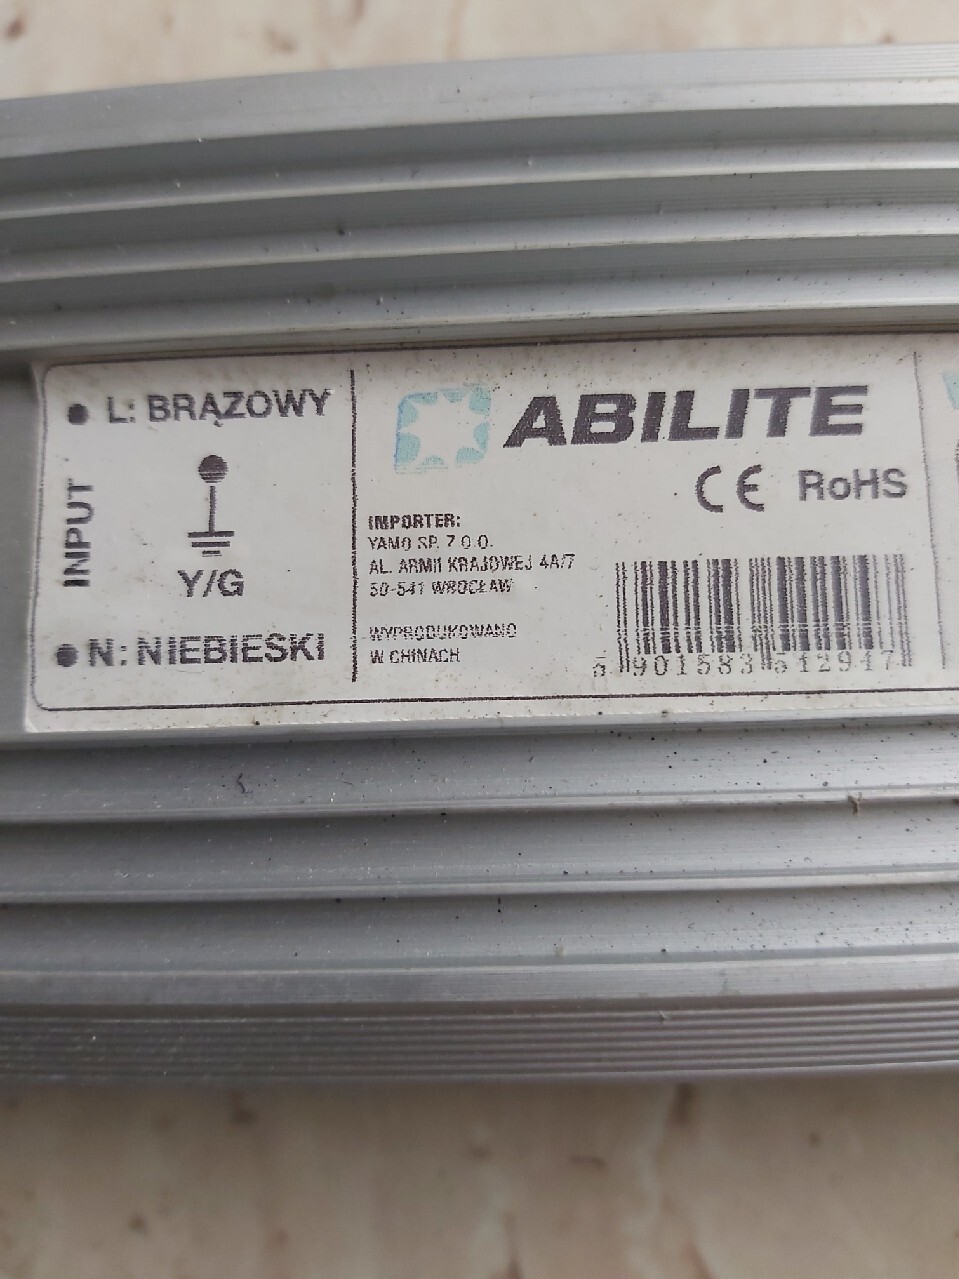 L: BRĄZOWY
INPUT
Y/G
N: NIEBIESKI
ABILITE
CE RoHS
IMPORTER:
YAMO SP. Z O.O.
AL. ARMII KRAJOWEJ 4A/7
50-541 WROCŁAW
WYPRODUKOWANO
W CHINACH
5 901583 512947